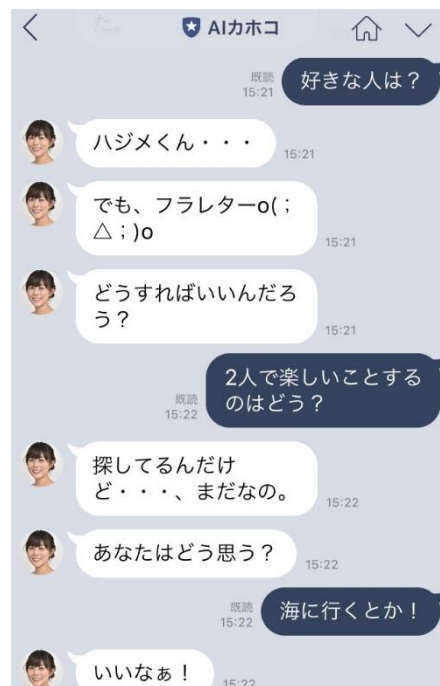 た。
AIカホコ
好きな人は?
既読
15:21
ハジメくん・・・
15:21
でも、フラレターo(;
△;)o
15:21
どうすればいいんだろ
う?
15:21
2人で楽しいことする
のはどう?
既読
15:22
探してるんだけ
ど・・・、まだなの。
15:22
あなたはどう思う?
15:22
海に行くとか!
既読
15:22
いいなぁ!
15:22